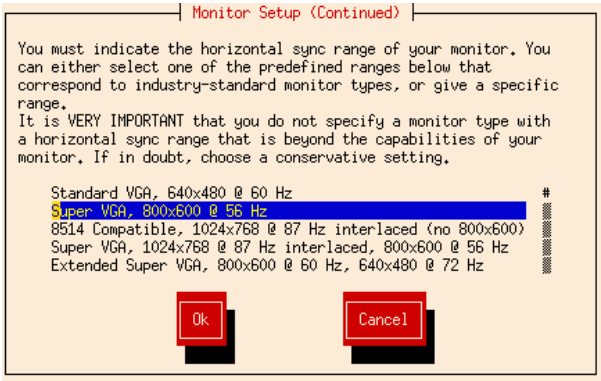 Monitor Setup (Continued)
You must indicate the horizontal sync range of your monitor. You
can either select one of the predefined ranges below that
correspond to industry-standard monitor types, or give a specific
range.
It is VERY IMPORTANT that you do not specify a monitor type with
a horizontal sync range that is beyond the capabilities of your
monitor. If in doubt, choose a conservative setting.
Standard VGA, 640x480 @ 60 Hz #
Super VGA, 800x600 @ 56 Hz
8514 Compatible, 1024x768 @ 87 Hz interlaced (no 800x600)
Super VGA, 1024x768 @ 87 Hz interlaced, 800x600 @ 56 Hz
Extended Super VGA, 800x600 @ 60 Hz, 640x480 @ 72 Hz
Ok Cancel